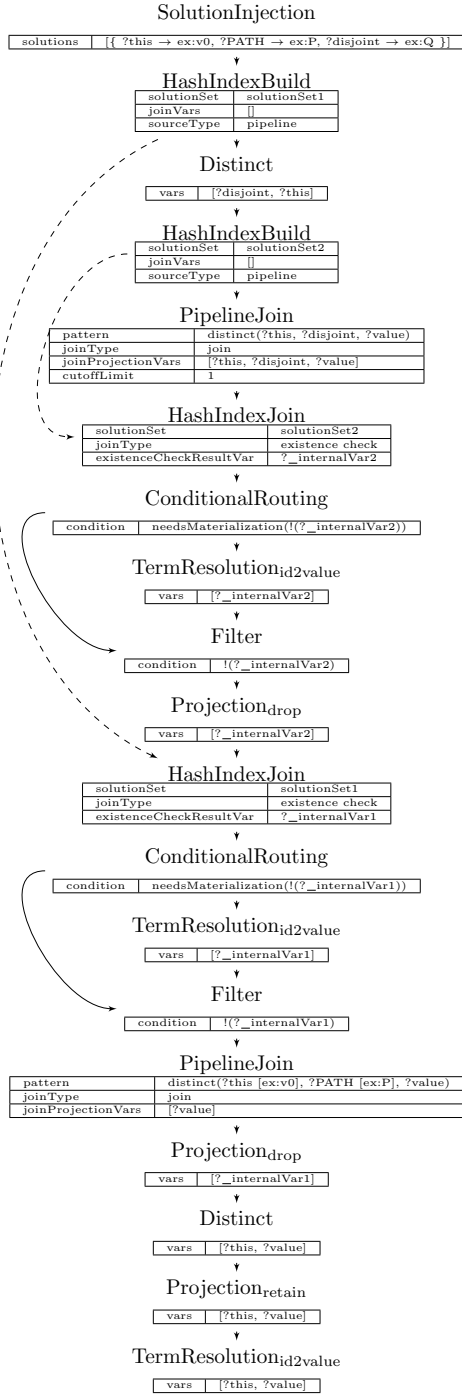 SolutionInjection
solutions [{ ?this → ex:v0, ?PATH → ex:P, ?disjoint → ex:Q }]
HashIndexBuild
solutionSet solutionSet1
joinVars []
sourceType pipeline
Distinct
vars [?disjoint, ?this]
HashIndexBuild
solutionSet solutionSet2
joinVars []
sourceType pipeline
PipelineJoin
pattern distinct(?this, ?disjoint, ?value)
joinType join
joinProjectionVars [?this, ?disjoint, ?value]
cutoffLimit 1
HashIndexJoin
solutionSet solutionSet2
joinType existence check
existenceCheckResultVar ?_internalVar2
ConditionalRouting
condition needsMaterialization(!(?_internalVar2))
TermResolution_id2value
vars [?_internalVar2]
Filter
condition !(?_internalVar2)
Projection_drop
vars [?_internalVar2]
HashIndexJoin
solutionSet solutionSet1
joinType existence check
existenceCheckResultVar ?_internalVar1
ConditionalRouting
condition needsMaterialization(!(?_internalVar1))
TermResolution_id2value
vars [?_internalVar1]
Filter
condition !(?_internalVar1)
PipelineJoin
pattern distinct(?this [ex:v0], ?PATH [ex:P], ?value)
joinType join
joinProjectionVars [?value]
Projection_drop
vars [?_internalVar1]
Distinct
vars [?this, ?value]
Projection_retain
vars [?this, ?value]
TermResolution_id2value
vars [?this, ?value]